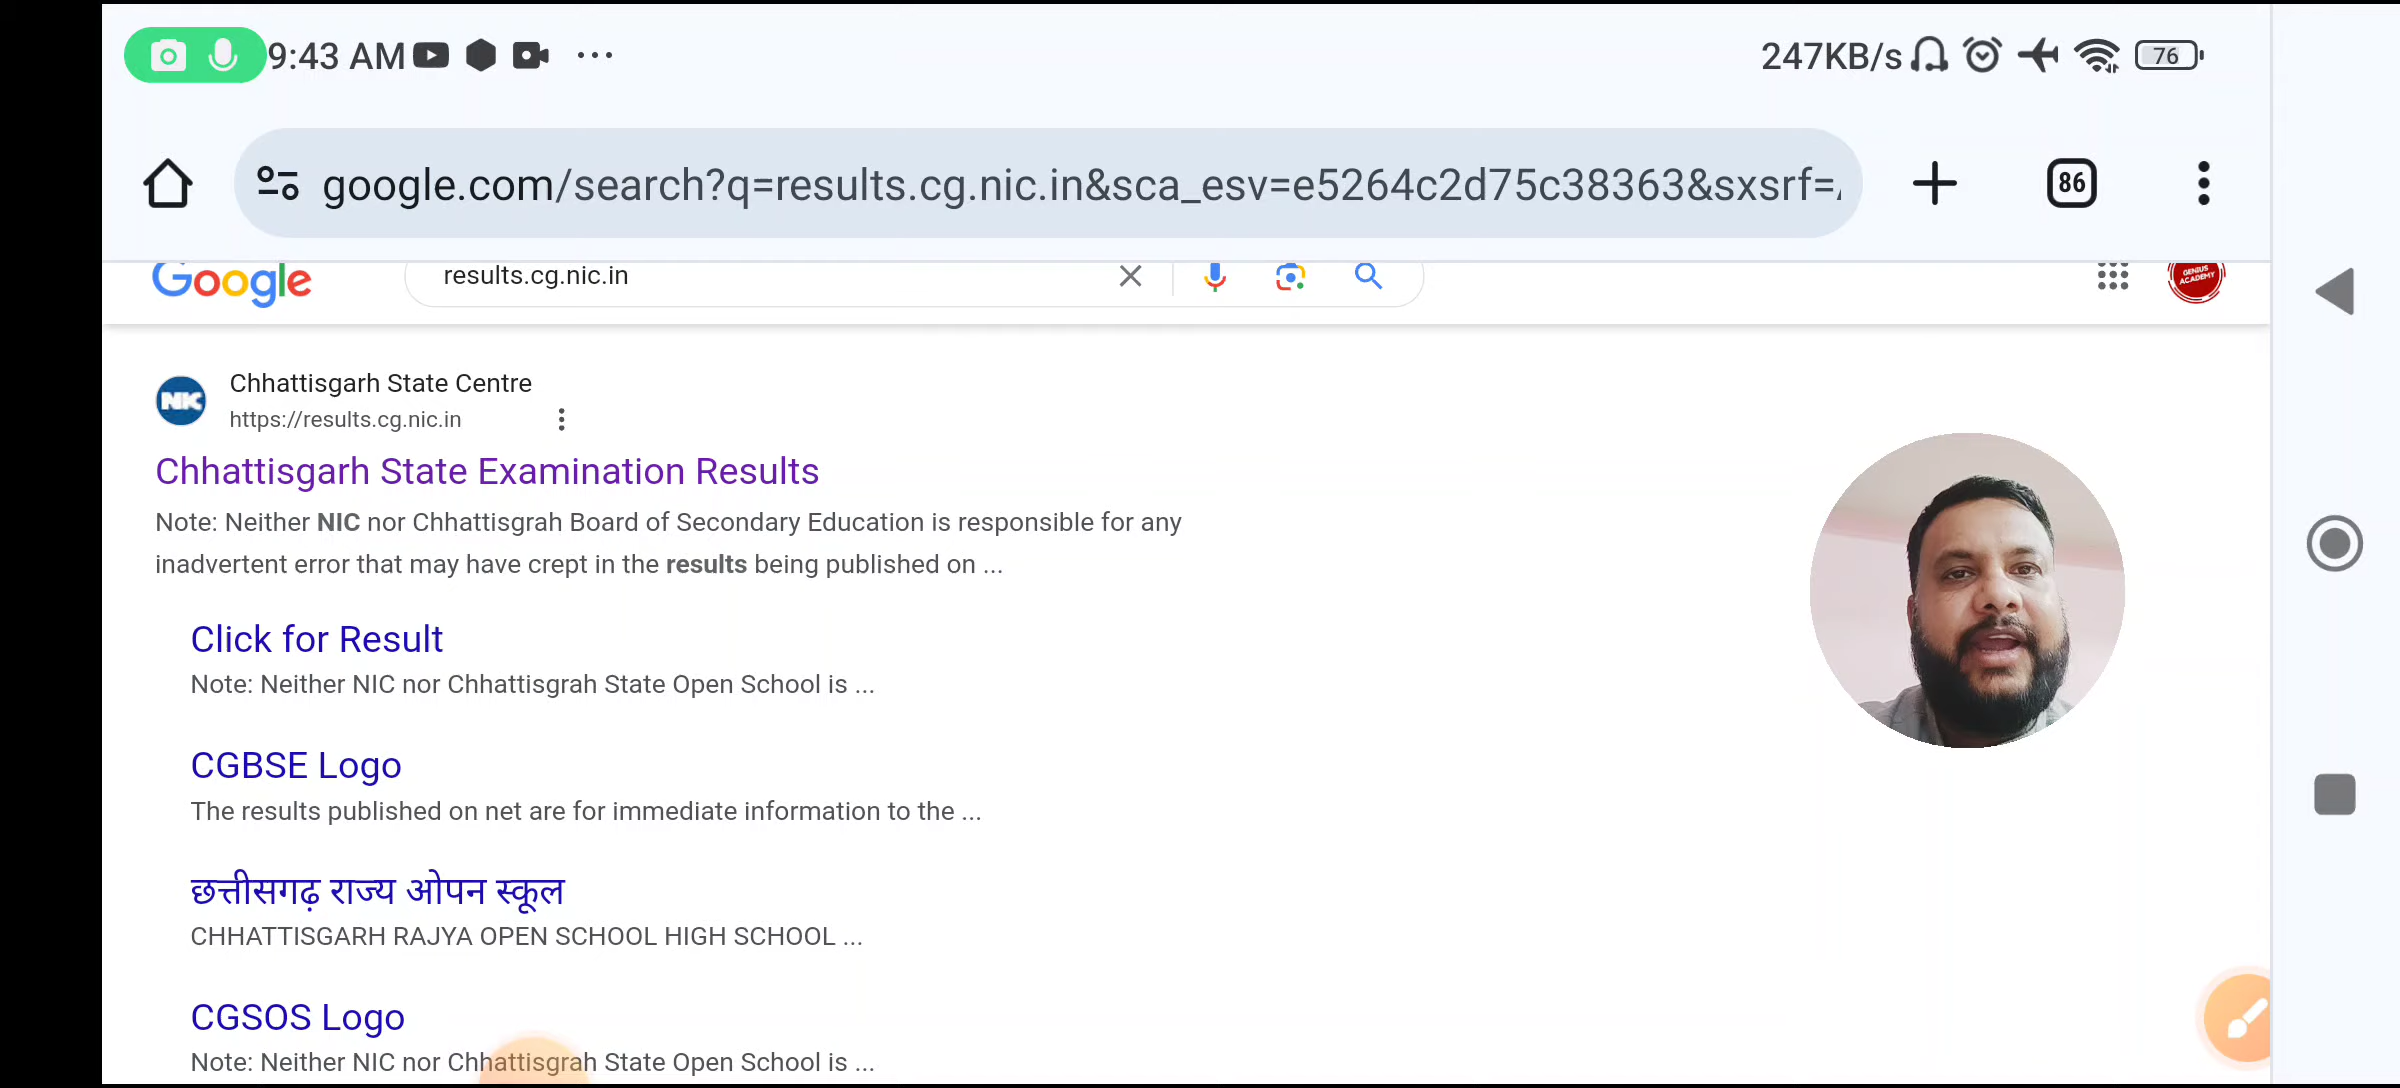 9:43 AM
247KB/s
76
google.com/search?q=results.cg.nic.in&sca_esv=e5264c2d75c38363&sxsrf=
86
Google
results.cg.nic.in
GENIUS
ACADEMY
NIC
Chhattisgarh State Centre
https://results.cg.nic.in
Chhattisgarh State Examination Results
Note: Neither NIC nor Chhattisgrah Board of Secondary Education is responsible for any
inadvertent error that may have crept in the results being published on ...
Click for Result
Note: Neither NIC nor Chhattisgrah State Open School is ...
CGBSE Logo
The results published on net are for immediate information to the ...
छत्तीसगढ़ राज्य ओपन स्कूल
CHHATTISGARH RAJYA OPEN SCHOOL HIGH SCHOOL ...
CGSOS Logo
Note: Neither NIC nor Chhattisgrah State Open School is ...